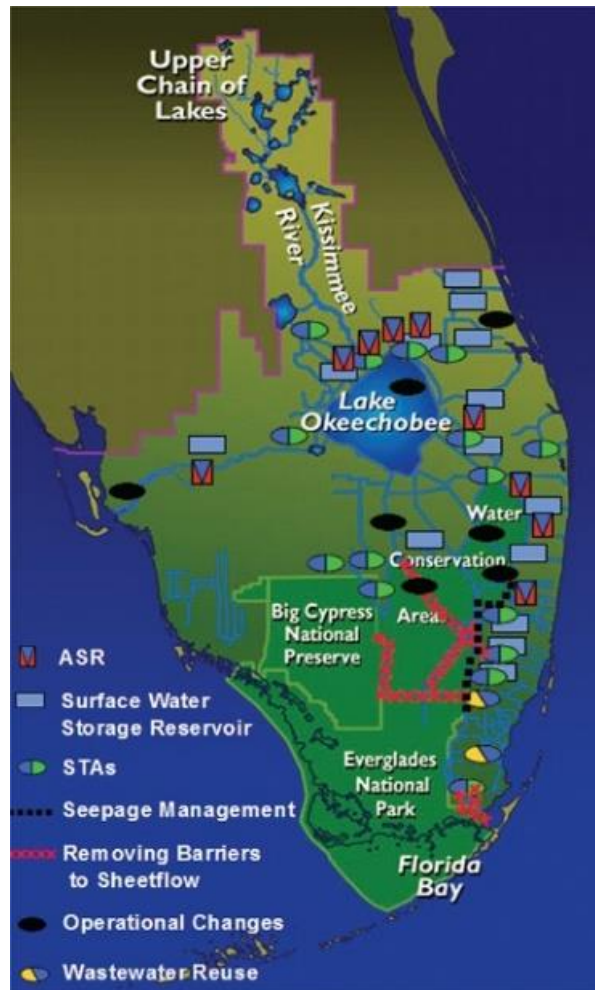 Upper
Chain of
Lakes
Kissimmee
River
Lake
Okeechobee
Water
Conservation
Area
Big Cypress
National
Preserve
Everglades
National
Park
Florida
Bay
ASR
Surface Water
Storage Reservoir
STAs
Seepage Management
Removing Barriers
to Sheetflow
Operational Changes
Wastewater Reuse